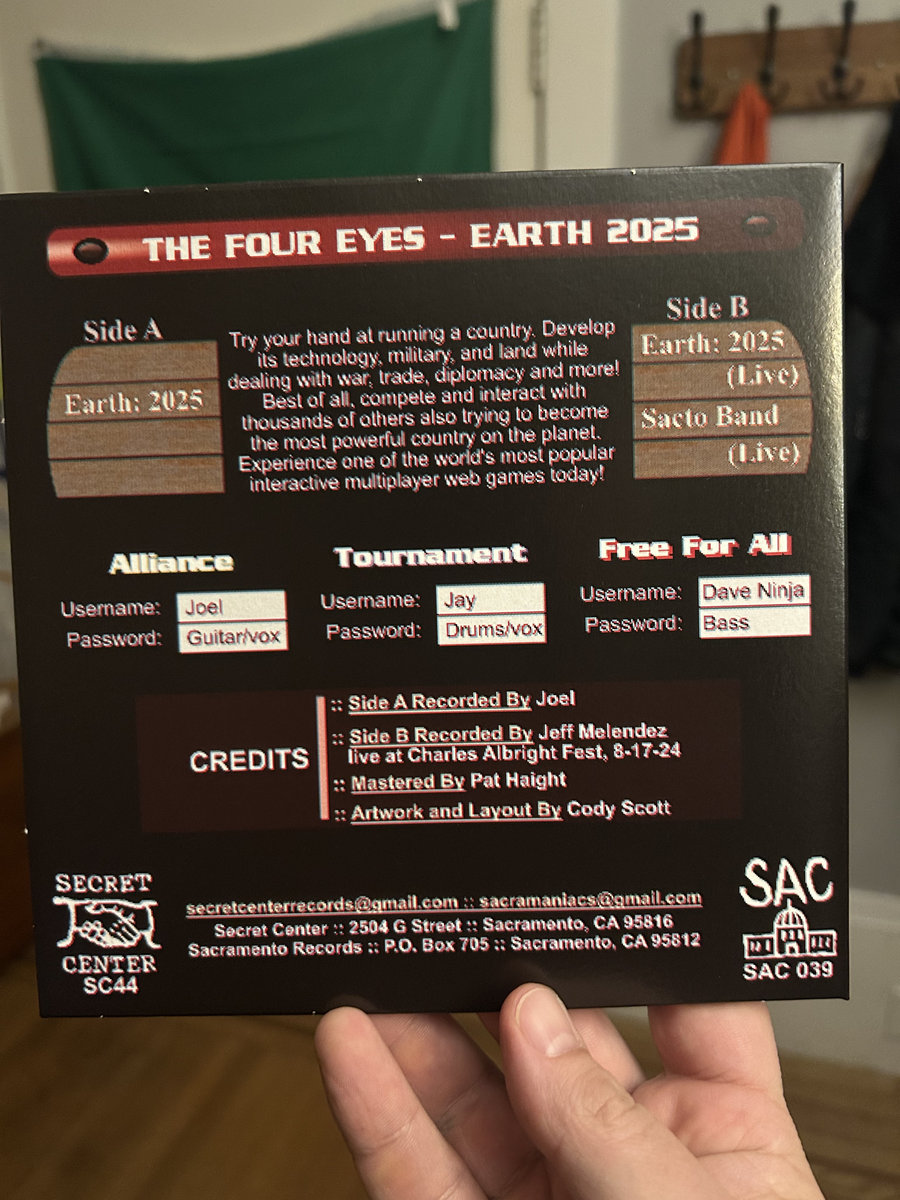 THE FOUR EYES - EARTH 2025
Side A
Earth: 2025
Try your hand at running a country. Develop
its technology, military, and land while
dealing with war, trade, diplomacy and more!
Best of all, compete and interact with
thousands of others also trying to become
the most powerful country on the planet.
Experience one of the world's most popular
interactive multiplayer web games today!
Side B
Earth: 2025
(Live)
Sacto Band
(Live)
Alliance
Username: Joel
Password: Guitar/vox
Tournament
Username: Jay
Password: Drums/vox
Free For All
Username: Dave Ninja
Password: Bass
CREDITS
:: Side A Recorded By Joel
:: Side B Recorded By Jeff Melendez
live at Charles Albright Fest, 8-17-24
:: Mastered By Pat Haight
:: Artwork and Layout By Cody Scott
SECRET
CENTER
SC44
secretcenterrecords@gmail.com :: sacramaniacs@gmail.com
Secret Center :: 2504 G Street :: Sacramento, CA 95816
Sacramento Records :: P.O. Box 705 :: Sacramento, CA 95812
SAC
SAC 039